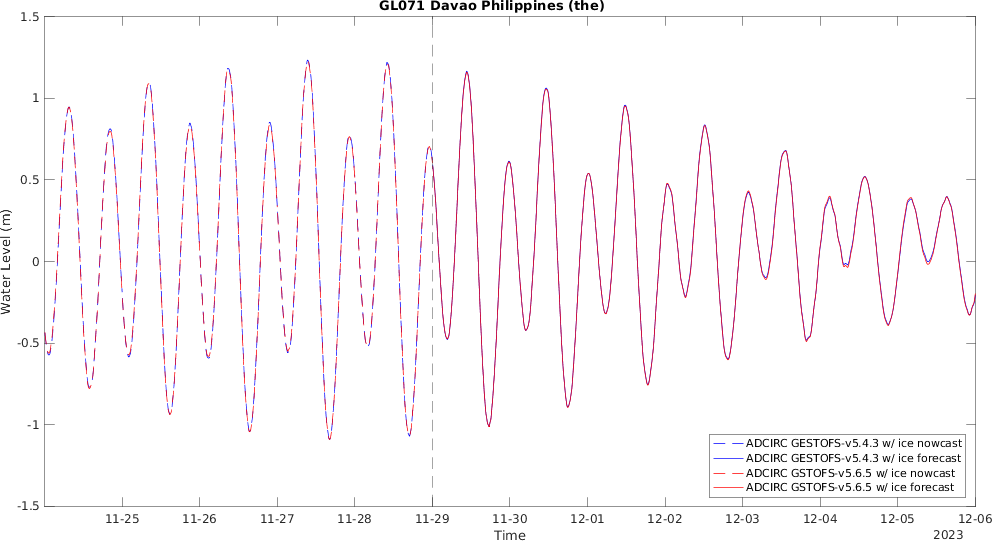 GL071 Davao Philippines (the)
1.5
1
0.5
0
-0.5
-1
-1.5
Water Level (m)
11-25
11-26
11-27
11-28
11-29
11-30
12-01
12-02
12-03
12-04
12-05
12-06
Time
2023
ADCIRC GESTOFS-v5.4.3 w/ ice nowcast
ADCIRC GESTOFS-v5.4.3 w/ ice forecast
ADCIRC GSTOFS-v5.6.5 w/ ice nowcast
ADCIRC GSTOFS-v5.6.5 w/ ice forecast